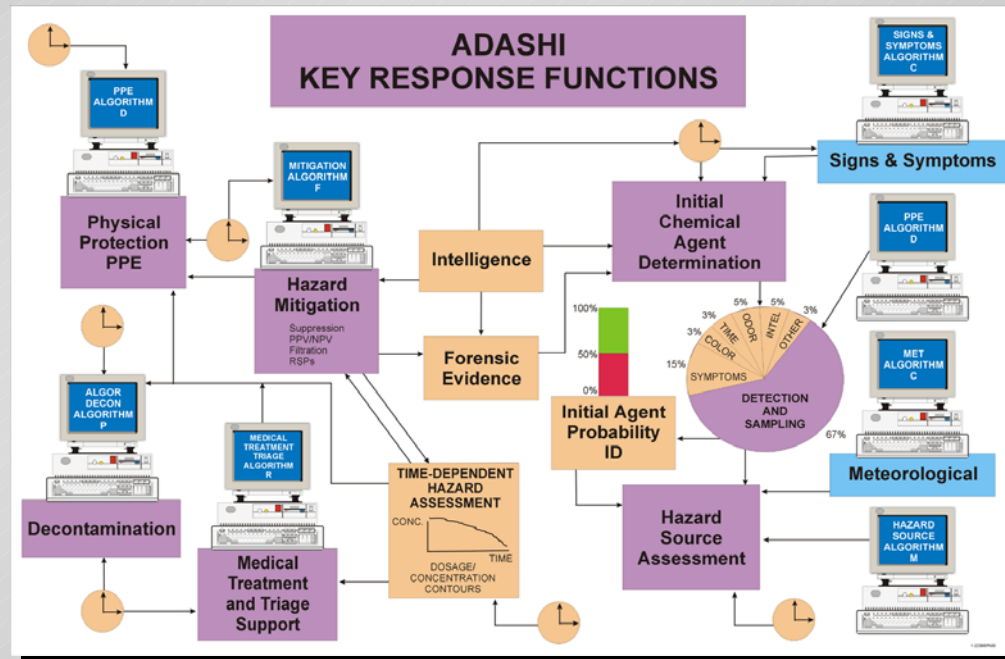 ADASHI
KEY RESPONSE FUNCTIONS
PPE
ALGORITHM
D
Physical
Protection
PPE
MITIGATION
ALGORITHM
F
Hazard
Mitigation
Suppression
PPV/NPV
Filtration
RSPs
Intelligence
Forensic
Evidence
SIGNS &
SYMPTOMS
ALGORITHM
C
Signs & Symptoms
Initial
Chemical
Agent
Determination
PPE
ALGORITHM
D
100%
50%
0%
Initial Agent
Probability
ID
15%
3%
3%
5%
5%
3%
67%
SYMPTOMS
COLOR
TIME
ODOR
INTEL
OTHER
DETECTION
AND
SAMPLING
MET
ALGORITHM
C
Meteorological
ALGOR
DECON
ALGORITHM
P
Decontamination
MEDICAL
TREATMENT
TRIAGE
ALGORITHM
R
Medical
Treatment
and Triage
Support
TIME-DEPENDENT
HAZARD
ASSESSMENT
CONC.
TIME
DOSAGE/
CONCENTRATION
CONTOURS
Hazard
Source
Assessment
HAZARD
SOURCE
ALGORITHM
M